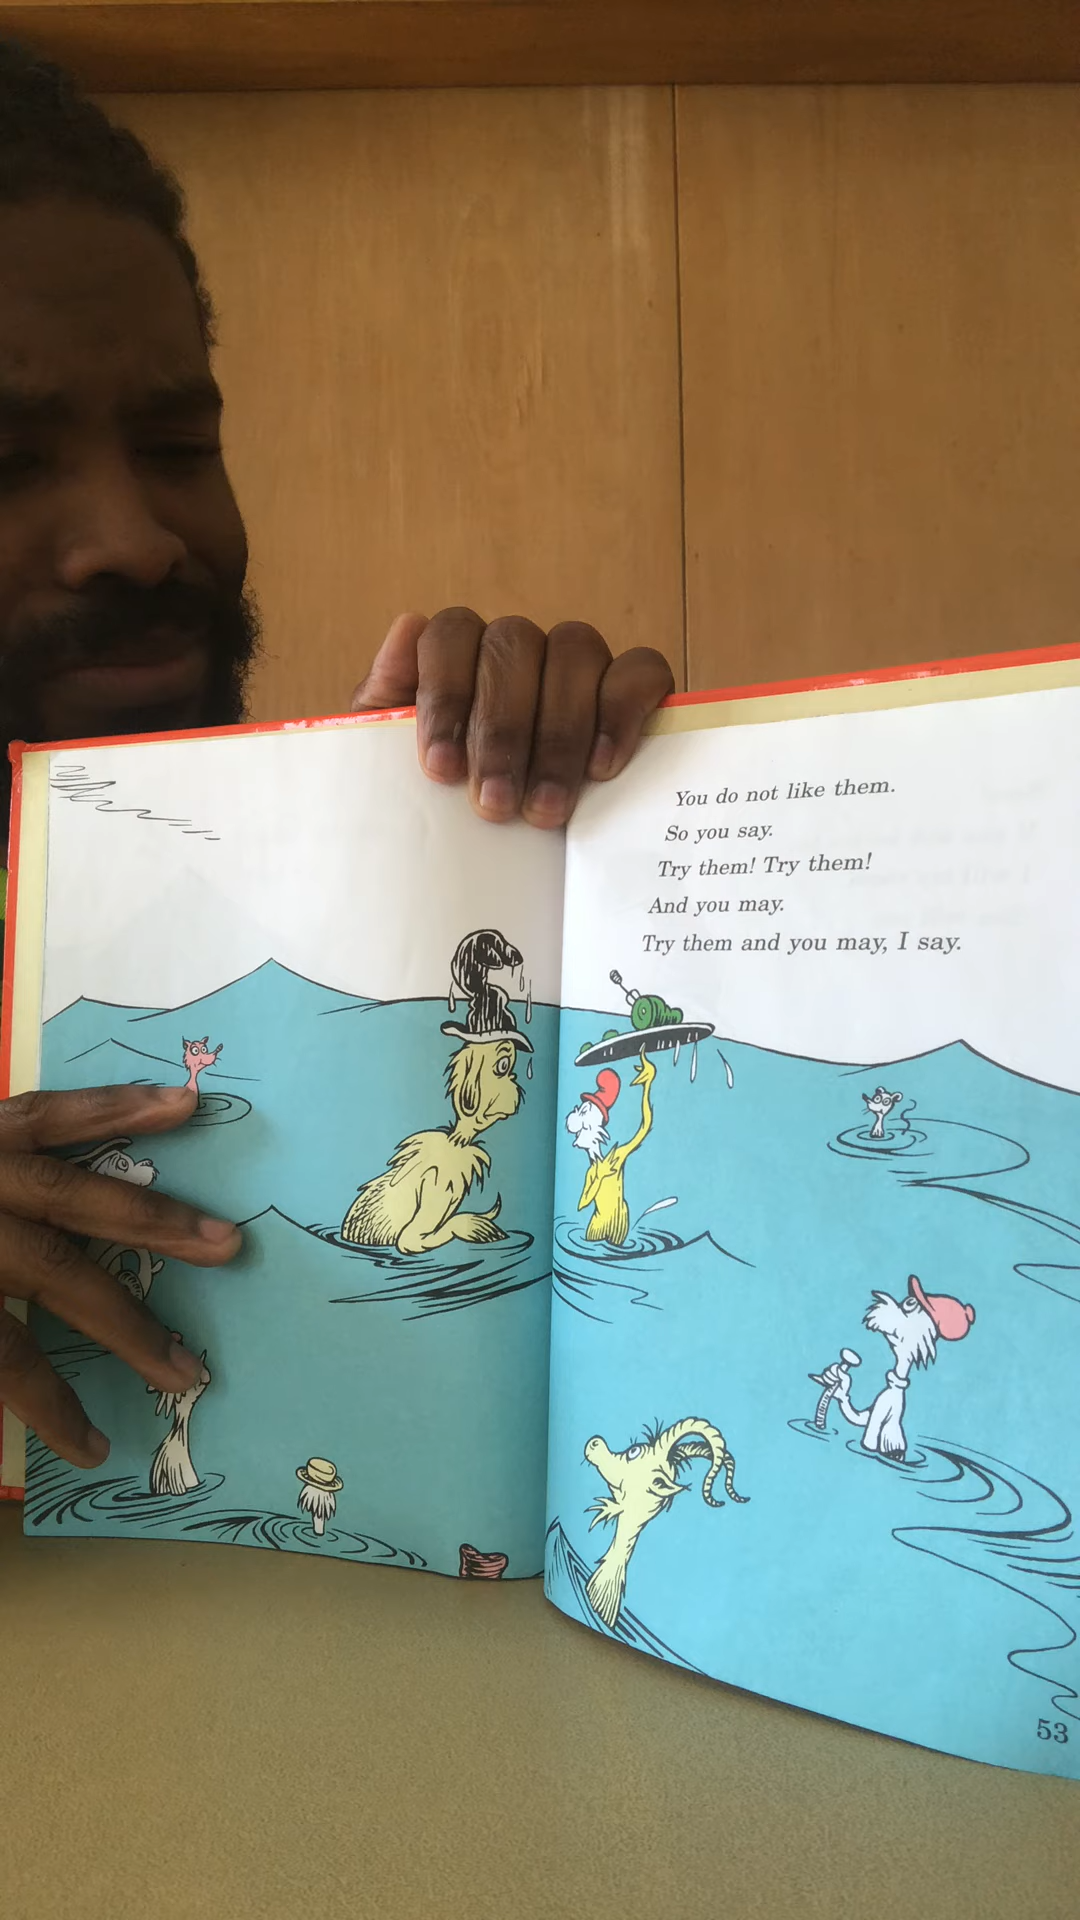 You do not like them.
So you say.
Try them! Try them!
And you may.
Try them and you may, I say.
53